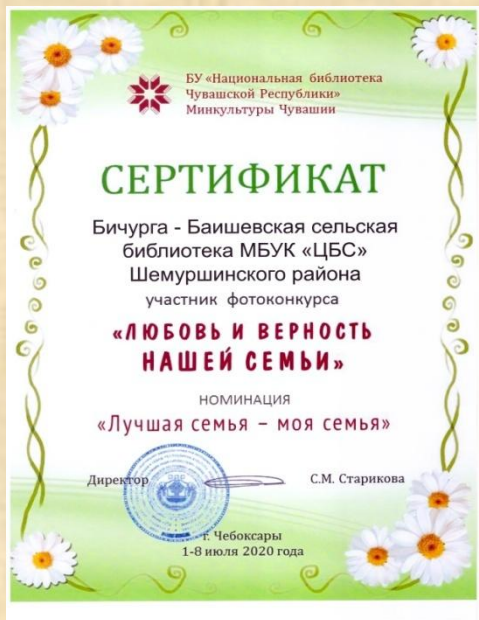 БУ «Национальная библиотека
Чувашской Республики»
Минкультуры Чувашии
СЕРТИФИКАТ
Бичурга - Баишевская сельская
библиотека МБУК «ЦБС»
Шемуршинского района
участник фотоконкурса
«ЛЮБОВЬ И ВЕРНОСТЬ
НАШЕЙ СЕМЬИ»
НОМИНАЦИЯ
«Лучшая семья – моя семья»
Директор С.М. Старикова
г. Чебоксары
1-8 июля 2020 года